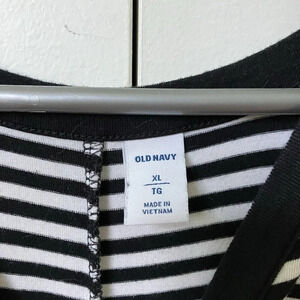 OLD NAVY
XL
TG
MADE IN
VIETNAM